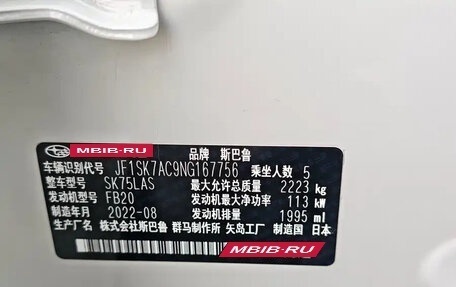 MBIB-RU 品牌 斯巴鲁
车辆识别代号 JF1SK7AC9NG167756 乘坐人数 5
整车型号 SK75LAS 最大允许总质量 2223 kg
发动机型号 FB20 发动机最大净功率 113 kW
制造年月 2022-08 发动机排量 1995 ml
生产厂名 株式会社斯巴鲁 群马制作所 矢岛工厂 制造国 日本
MBIB-RU